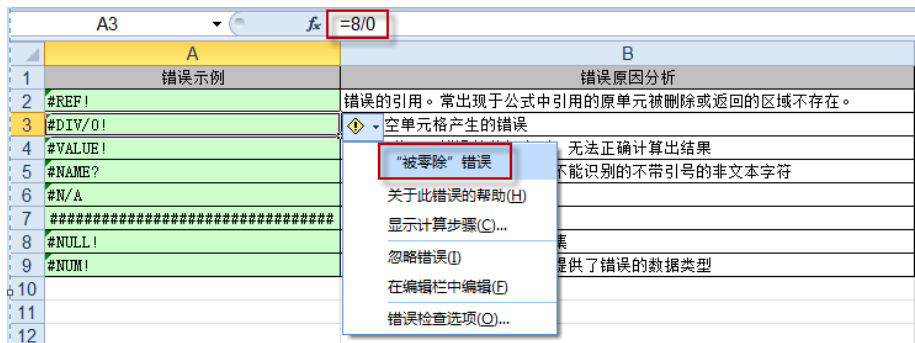 A3 fx =8/0
A B
1 错误示例 错误原因分析
2 #REF! 错误的引用。常出现于公式中引用的原单元被删除或返回的区域不存在。
3 #DIV/0! 空单元格产生的错误
4 #VALUE! 无法正确计算出结果
“被零除”错误
5 #NAME? 不能识别的不带引号的非文本字符
6 #N/A
关于此错误的帮助(H)
7 ################################
显示计算步骤(C)...
8 #NULL! 集
忽略错误(I)
9 #NUM! 提供了错误的数据类型
10
在编辑栏中编辑(F)
11
错误检查选项(O)...
12